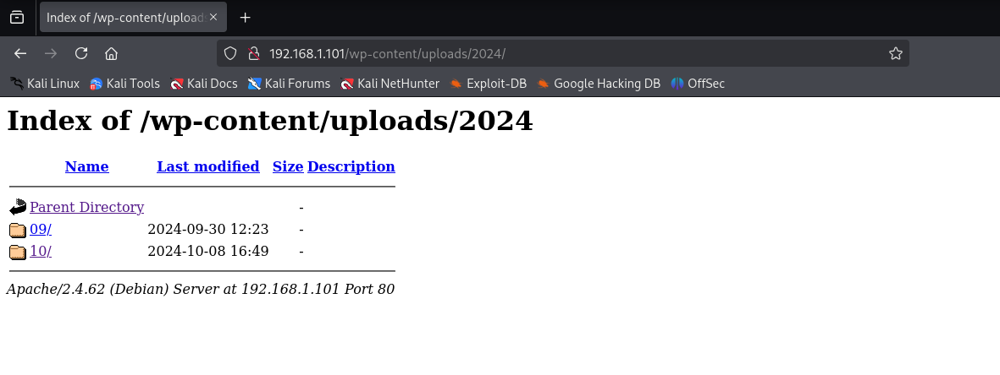 Index of /wp-content/upload
192.168.1.101/wp-content/uploads/2024/
Kali Linux Kali Tools Kali Docs Kali Forums Kali NetHunter Exploit-DB Google Hacking DB OffSec
Index of /wp-content/uploads/2024
Name Last modified Size Description
Parent Directory -
09/ 2024-09-30 12:23 -
10/ 2024-10-08 16:49 -
Apache/2.4.62 (Debian) Server at 192.168.1.101 Port 80